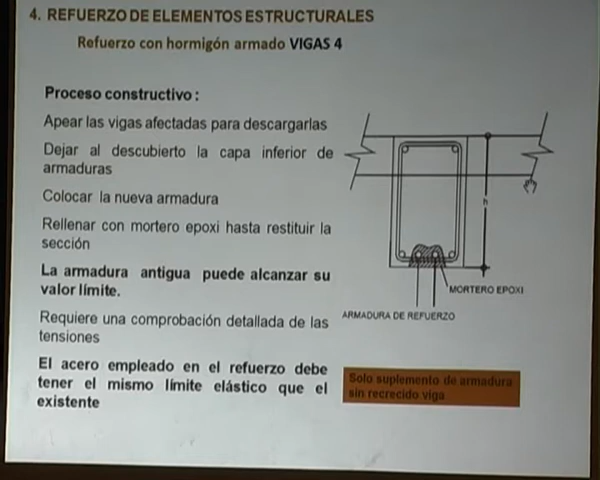 4. REFUERZO DE ELEMENTOS ESTRUCTURALES
Refuerzo con hormigón armado VIGAS 4
Proceso constructivo :
Apear las vigas afectadas para descargarlas
Dejar al descubierto la capa inferior de
armaduras
Colocar la nueva armadura
Rellenar con mortero epoxi hasta restituir la
sección
La armadura antigua puede alcanzar su
valor límite.
Requiere una comprobación detallada de las
tensiones
El acero empleado en el refuerzo debe
tener el mismo límite elástico que el
existente
h
MORTERO EPOXI
ARMADURA DE REFUERZO
Solo suplemento de armadura
sin recrecido viga